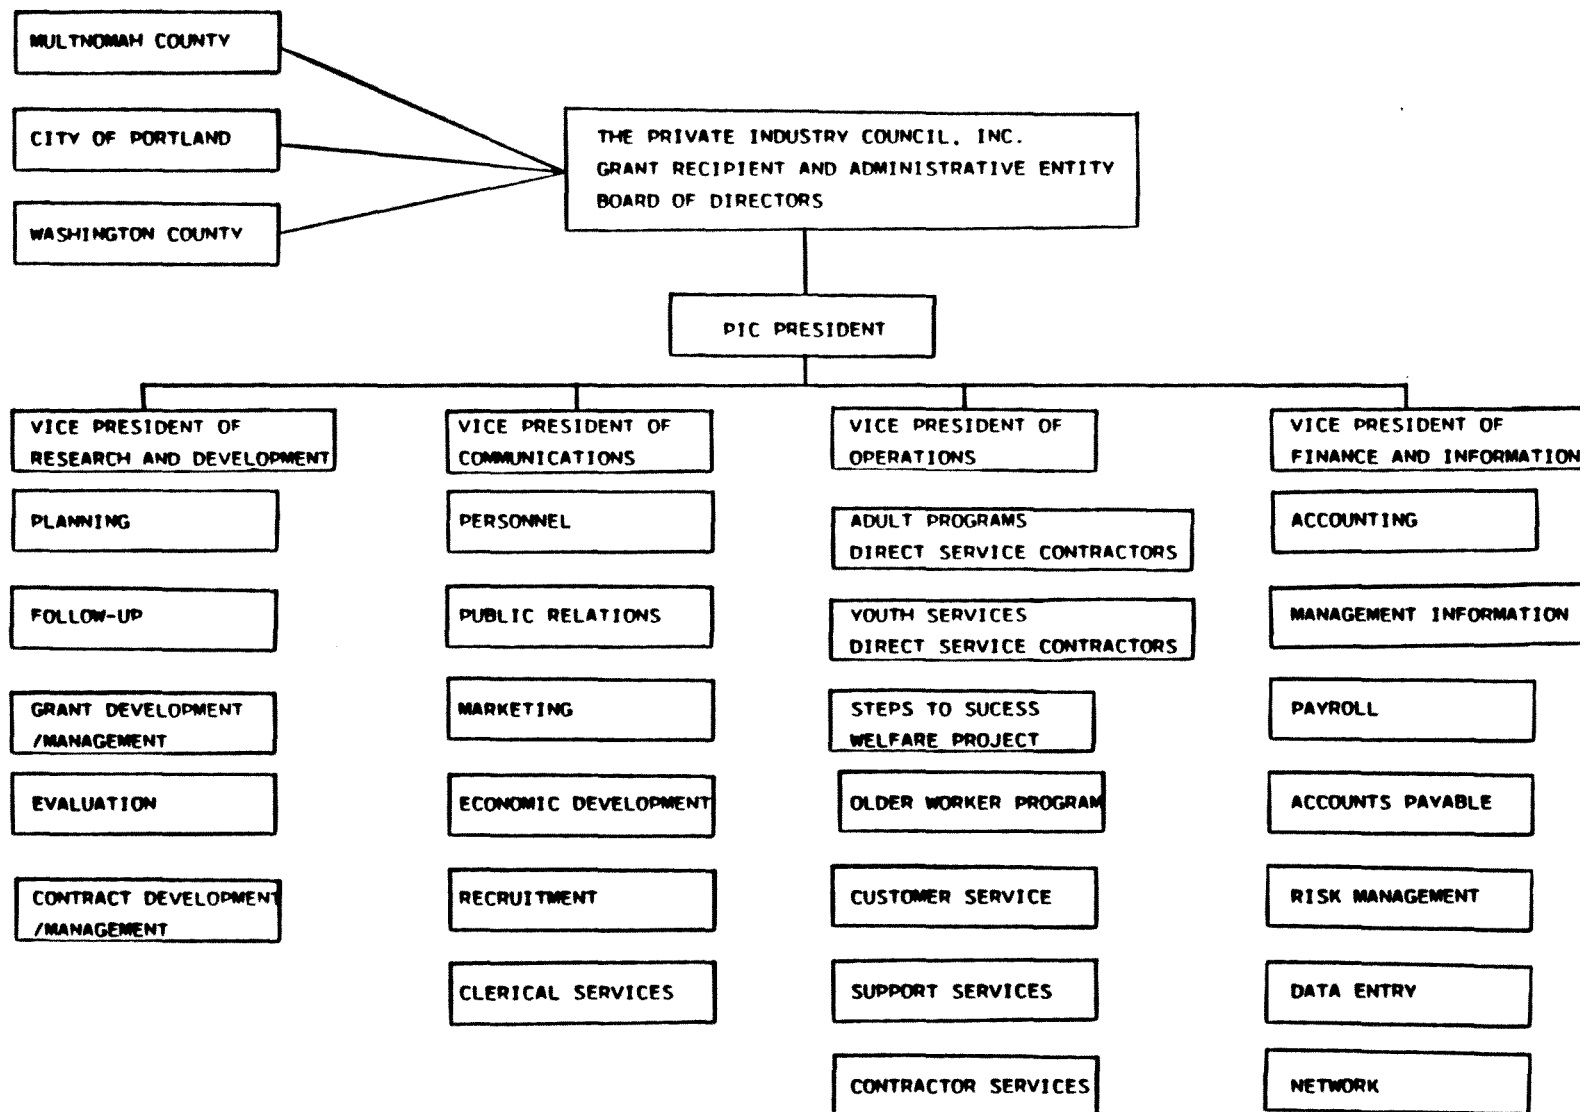 MULTNOMAH COUNTY
CITY OF PORTLAND
WASHINGTON COUNTY
THE PRIVATE INDUSTRY COUNCIL, INC.
GRANT RECIPIENT AND ADMINISTRATIVE ENTITY
BOARD OF DIRECTORS
PIC PRESIDENT
VICE PRESIDENT OF
RESEARCH AND DEVELOPMENT
PLANNING
FOLLOW-UP
GRANT DEVELOPMENT
/MANAGEMENT
EVALUATION
CONTRACT DEVELOPMENT
/MANAGEMENT
VICE PRESIDENT OF
COMMUNICATIONS
PERSONNEL
PUBLIC RELATIONS
MARKETING
ECONOMIC DEVELOPMENT
RECRUITMENT
CLERICAL SERVICES
VICE PRESIDENT OF
OPERATIONS
ADULT PROGRAMS
DIRECT SERVICE CONTRACTORS
YOUTH SERVICES
DIRECT SERVICE CONTRACTORS
STEPS TO SUCESS
WELFARE PROJECT
OLDER WORKER PROGRAM
CUSTOMER SERVICE
SUPPORT SERVICES
CONTRACTOR SERVICES
VICE PRESIDENT OF
FINANCE AND INFORMATION
ACCOUNTING
MANAGEMENT INFORMATION
PAYROLL
ACCOUNTS PAYABLE
RISK MANAGEMENT
DATA ENTRY
NETWORK